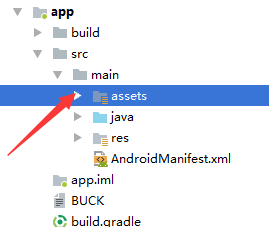 app
build
src
main
assets
java
res
AndroidManifest.xml
app.iml
BUCK
build.gradle